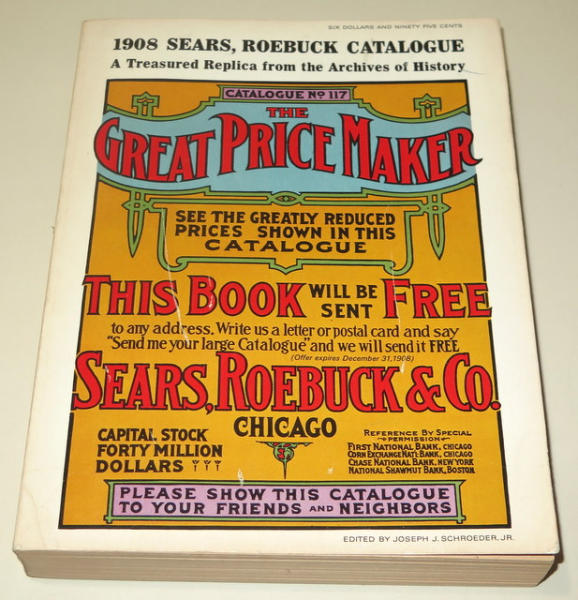 SIX DOLLARS AND NINETY FIVE CENTS
1908 SEARS, ROEBUCK CATALOGUE
A Treasured Replica from the Archives of History
CATALOGUE No 117
THE
GREAT PRICE MAKER
SEE THE GREATLY REDUCED
PRICES SHOWN IN THIS
CATALOGUE
THIS BOOK WILL BE SENT FREE
to any address. Write us a letter or postal card and say
"Send me your large Catalogue" and we will send it FREE
(Offer expires December 31, 1908)
SEARS, ROEBUCK & CO.
CHICAGO
CAPITAL STOCK
FORTY MILLION
DOLLARS
REFERENCE BY SPECIAL
PERMISSION
FIRST NATIONAL BANK, CHICAGO
CORN EXCHANGE NAT'L BANK, CHICAGO
CHASE NATIONAL BANK, NEW YORK
NATIONAL SHAWMUT BANK, BOSTON
PLEASE SHOW THIS CATALOGUE
TO YOUR FRIENDS AND NEIGHBORS
EDITED BY JOSEPH J. SCHROEDER, JR.